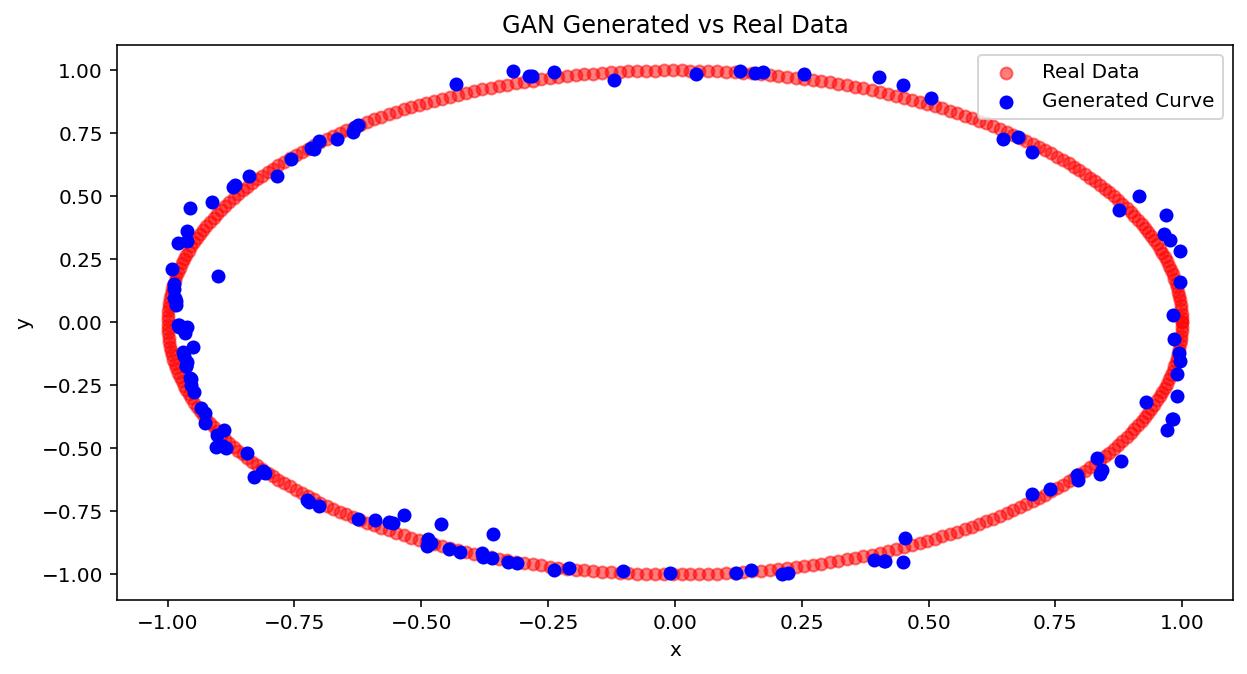 GAN Generated vs Real Data
Real Data
Generated Curve
1.00
0.75
0.50
0.25
0.00
−0.25
−0.50
−0.75
−1.00
y
−1.00 −0.75 −0.50 −0.25 0.00 0.25 0.50 0.75 1.00
x